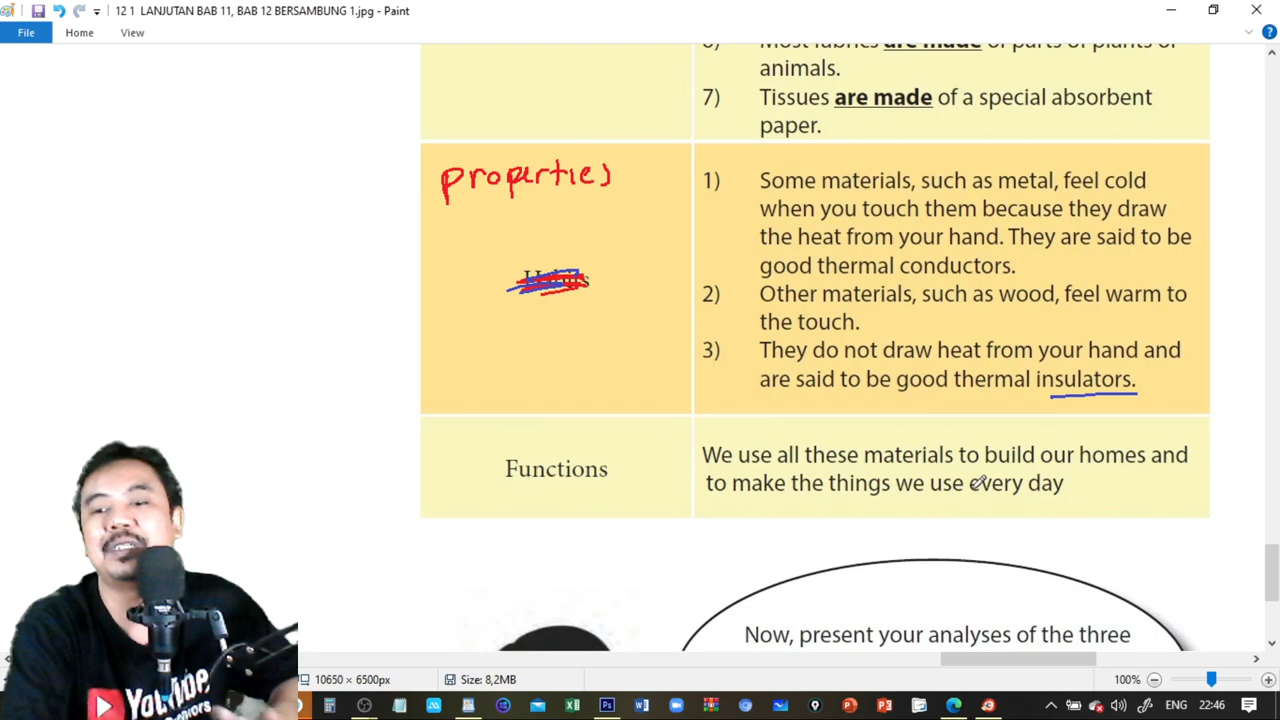 12 1 LANJUTAN BAB 11, BAB 12 BERSAMBUNG 1.jpg - Paint
File Home View
animals.
7) Tissues are made of a special absorbent
paper.
properties
1) Some materials, such as metal, feel cold
when you touch them because they draw
the heat from your hand. They are said to be
good thermal conductors.
2) Other materials, such as wood, feel warm to
the touch.
3) They do not draw heat from your hand and
are said to be good thermal insulators.
Functions
We use all these materials to build our homes and
to make the things we use every day
Now, present your analyses of the three
10650 × 6500px
Size: 8,2MB
100%
22:46